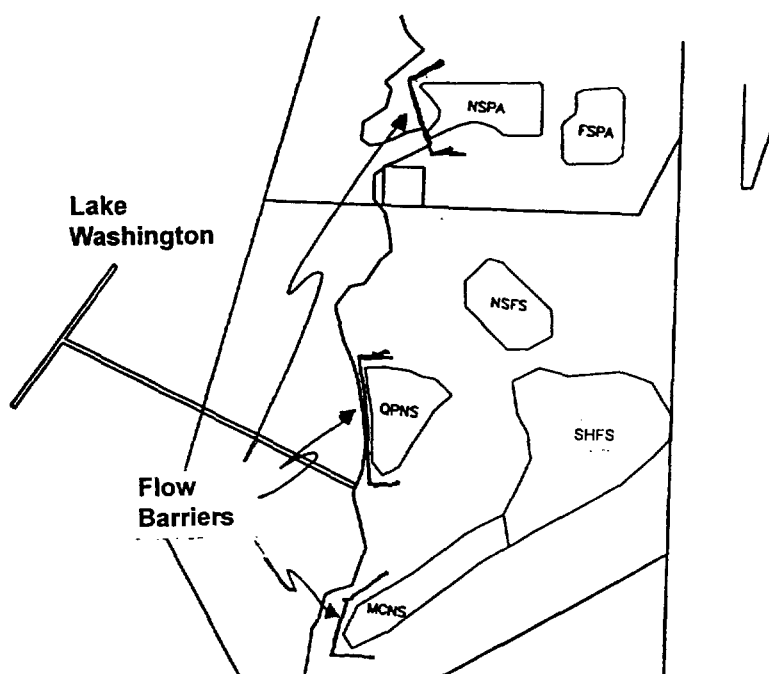 NSPA
FSPA
Lake
Washington
NSFS
QPNS
SHFS
Flow
Barriers
MCNS